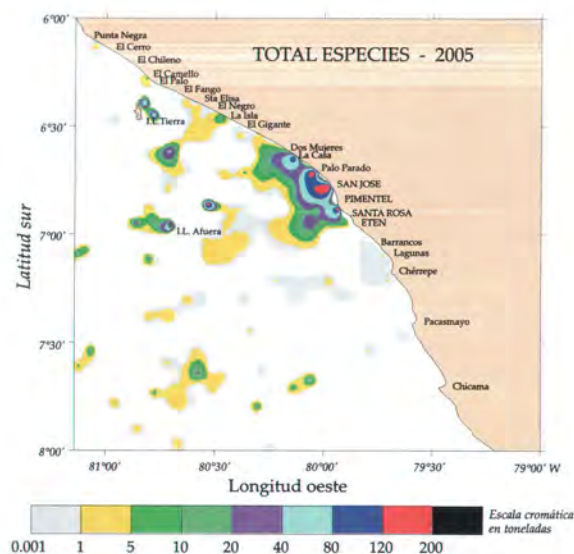 6°00'
Punta Negra
El Cerro
TOTAL ESPECIES - 2005
El Chileno
El Camello
El Palo
El Fango
Sta Elisa
El Negro
I.L Tierra
La Isla
6°30'
El Gigante
Dos Mujeres
La Casa
Palo Parado
SAN JOSE
PIMENTEL
SANTA ROSA
ETEN
I.L. Afuera
7°00'
Barrancos
Lagunas
Chérrepe
Latitud sur
Pacasmayo
7°30'
Chicama
8°00'
81°00' 80°30' 80°00' 79°30' 79°00' W
Longitud oeste
Escala cromática
en toneladas
0.001 1 5 10 20 40 80 120 200